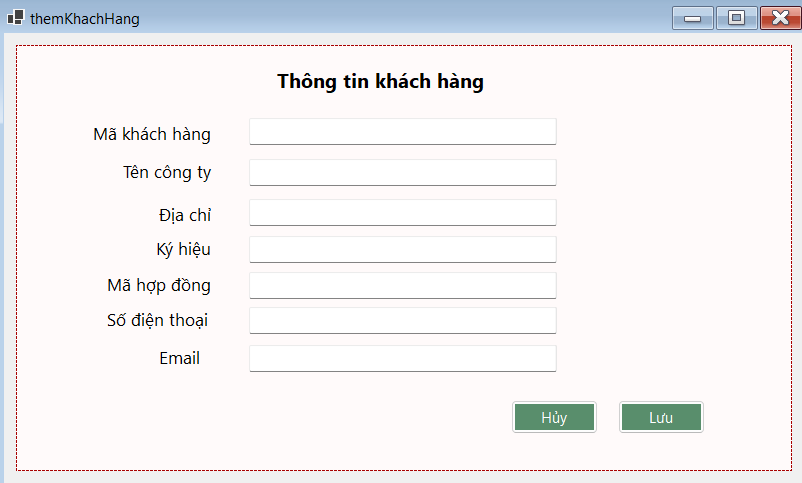 themKhachHang
Thông tin khách hàng
Mã khách hàng
Tên công ty
Địa chỉ
Ký hiệu
Mã hợp đồng
Số điện thoại
Email
Hủy Lưu